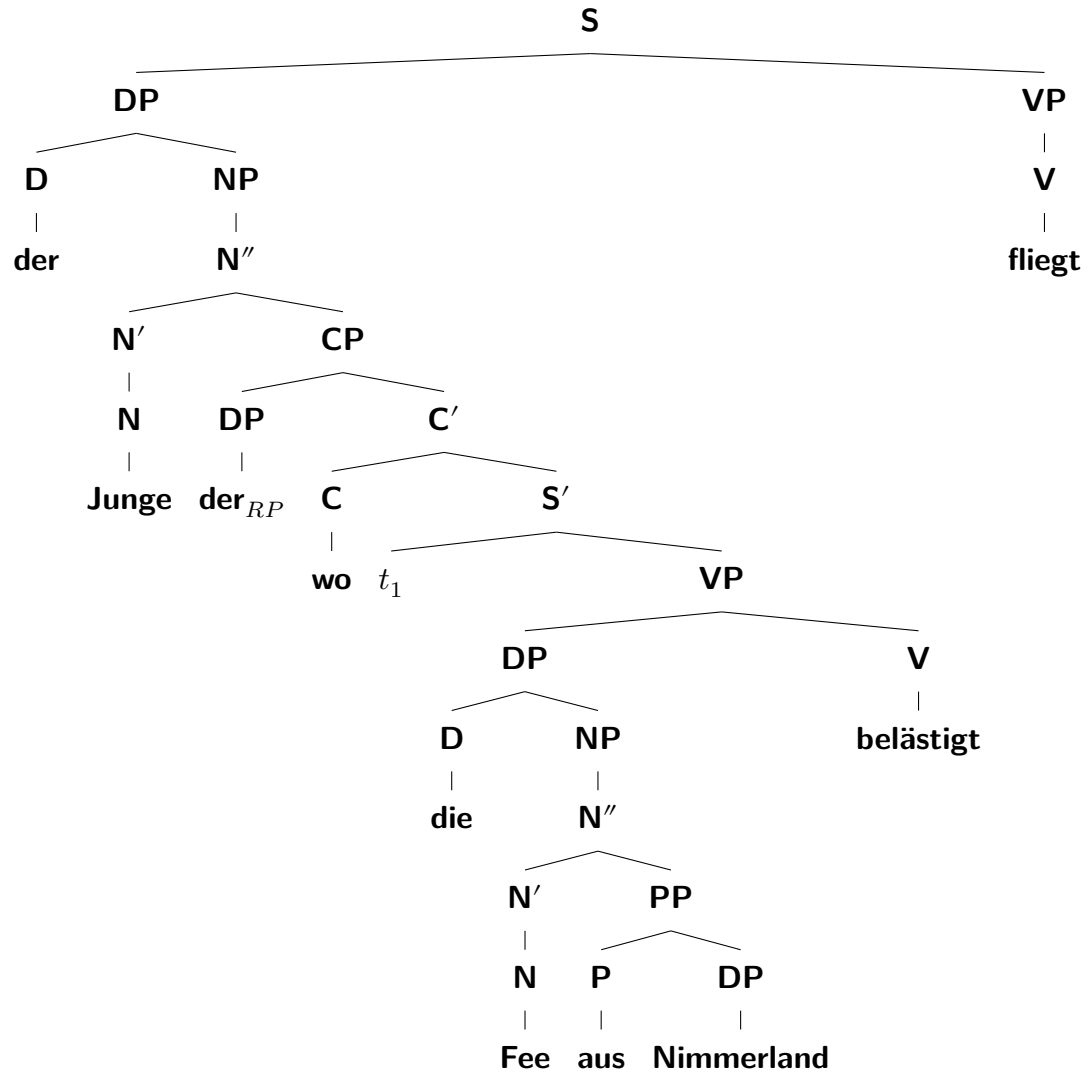 S
DP VP
D NP V
der N″ fliegt
N′ CP
N DP C′
Junge der_RP C S′
wo t_1 VP
DP V
D NP belästigt
die N″
N′ PP
N P DP
Fee aus Nimmerland